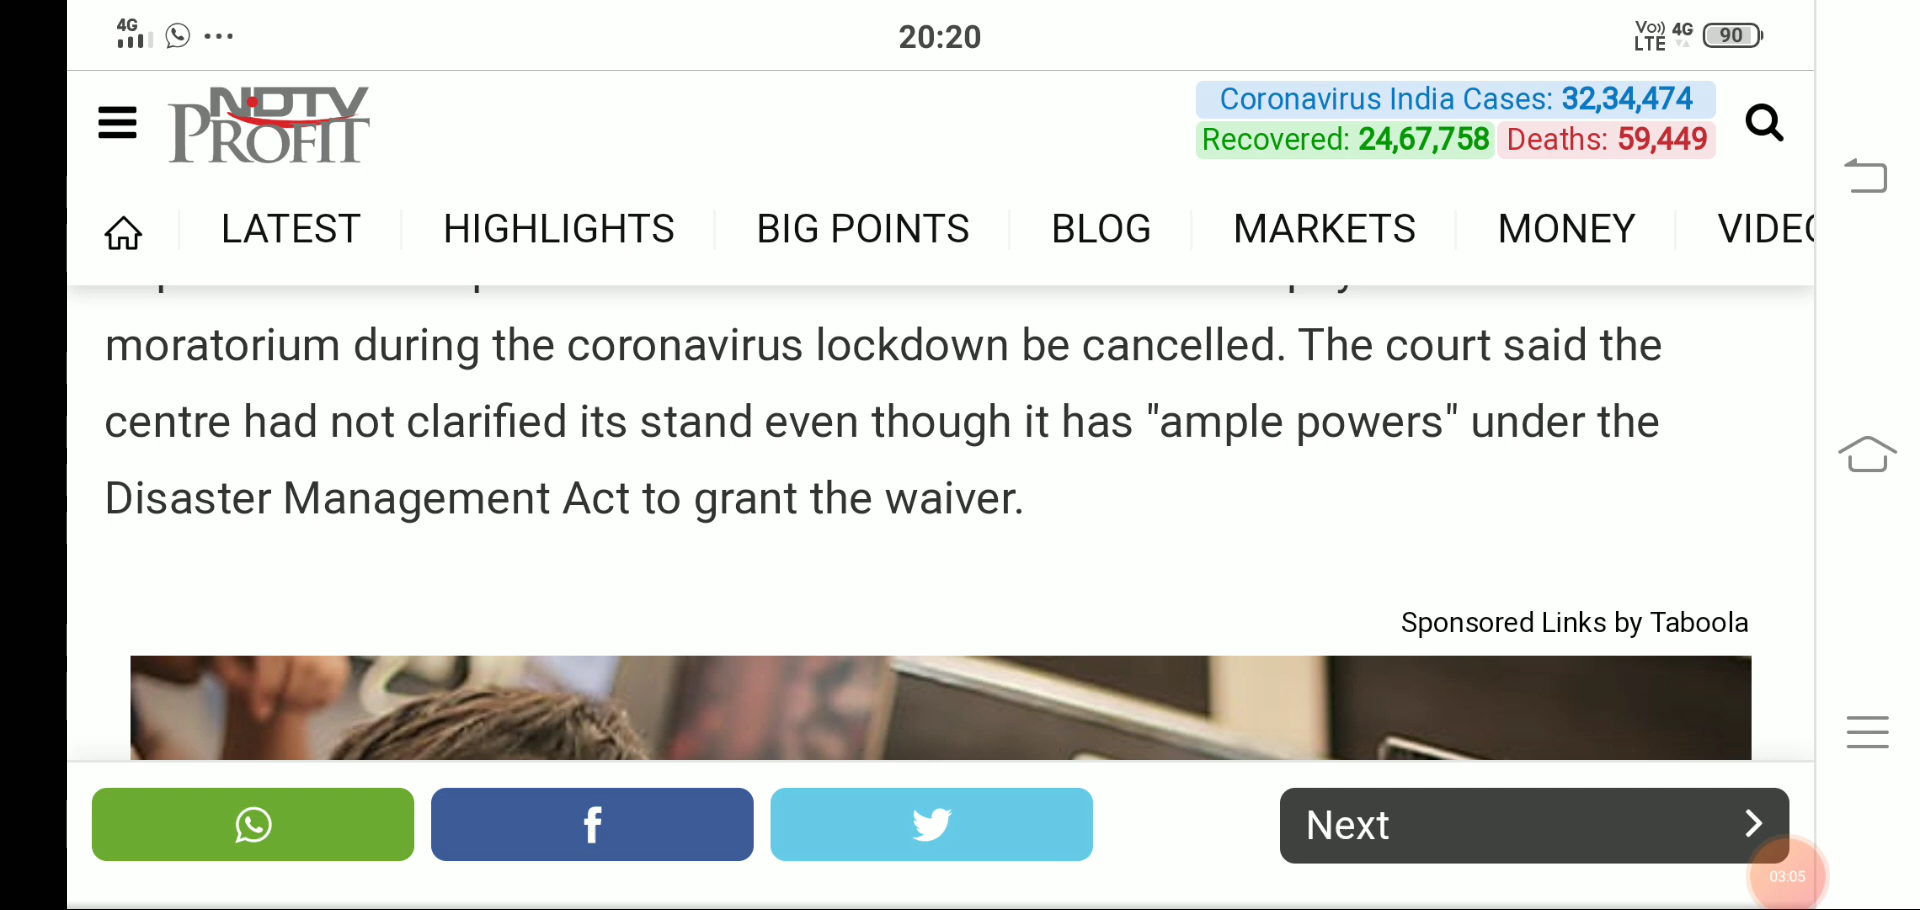 4G
20:20
Vo)) LTE 4G 90
NDTV
PROFIT
Coronavirus India Cases: 32,34,474
Recovered: 24,67,758 Deaths: 59,449
LATEST HIGHLIGHTS BIG POINTS BLOG MARKETS MONEY
moratorium during the coronavirus lockdown be cancelled. The court said the
centre had not clarified its stand even though it has "ample powers" under the
Disaster Management Act to grant the waiver.
Sponsored Links by Taboola
Next
03:05